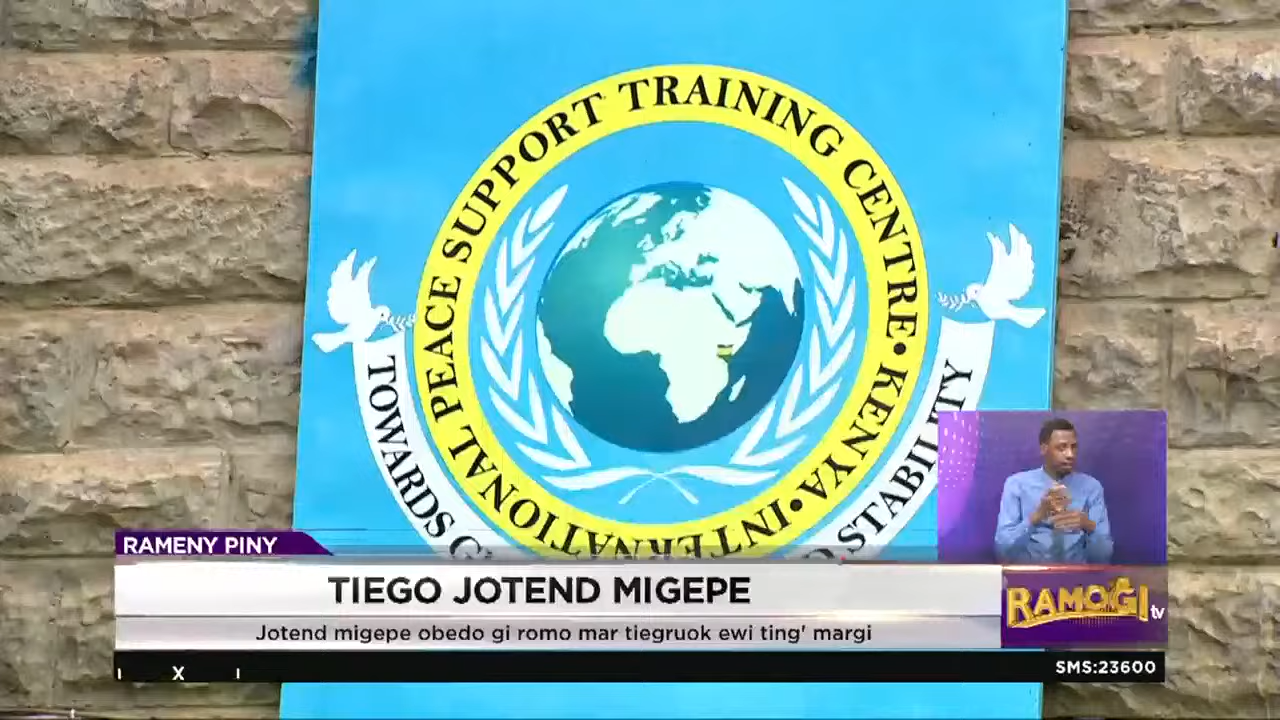 INTERNATIONAL PEACE SUPPORT TRAINING CENTRE • KENYA •
TOWARDS
STABILITY
RAMENY PINY
TIEGO JOTEND MIGEPE
Jotend migepe obedo gi romo mar tiegruok ewi ting' margi
RAMOGI tv
X
SMS:23600